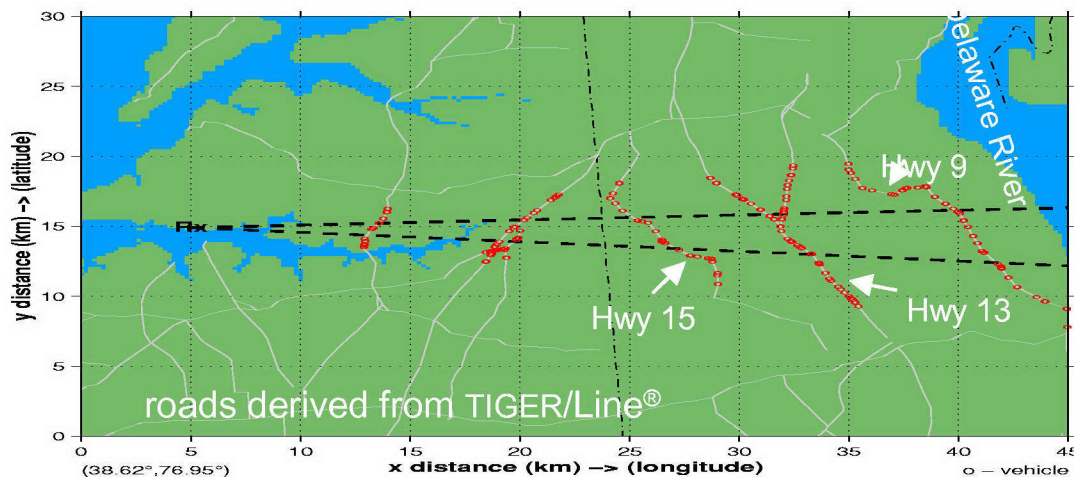 30
25
20
15
10
5
0
y distance (km) -> (latitude)
Delaware River
Hwy 9
Rx
Hwy 15
Hwy 13
roads derived from TIGER/Line®
0 5 10 15 20 25 30 35 40 45
(38.62°,76.95°)
x distance (km) -> (longitude)
o - vehicle